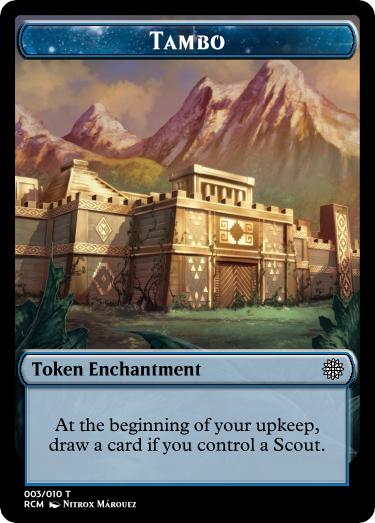 Tambo
Token Enchantment
At the beginning of your upkeep,
draw a card if you control a Scout.
003/010 T
RCM Nitrox Márquez